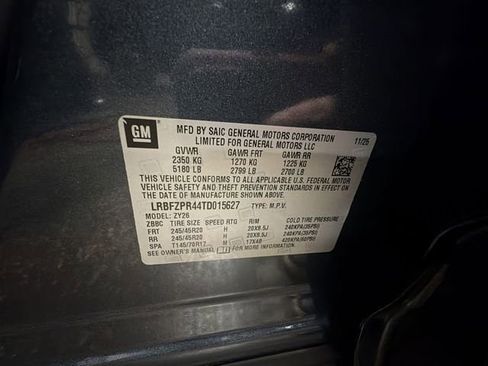 GM
MFD BY SAIC GENERAL MOTORS CORPORATION
LIMITED FOR GENERAL MOTORS LLC
11/25
GVWR GAWR FRT GAWR RR
2350 KG 1270 KG 1225 KG
5180 LB 2799 LB 2700 LB
THIS VEHICLE CONFORMS TO ALL APPLICABLE U.S. FEDERAL
MOTOR VEHICLE SAFETY AND THEFT PREVENTION STANDARDS IN EFFECT ON
THE DATE OF MANUFACTURE SHOWN ABOVE.
LRBFZPR44TD015627 TYPE: M.P.V.
MODEL: ZY26
ZBBC TIRE SIZE SPEED RIM COLD TIRE PRESSURE
FRT 245/45R20 H 20X8.5J 240KPA(35PSI)
RR 245/45R20 H 20X8.5J 240KPA(35PSI)
SPA T145/70R17 M 17X4B 420KPA(60PSI)
SEE OWNER'S MANUAL FOR MORE INFORMATION.